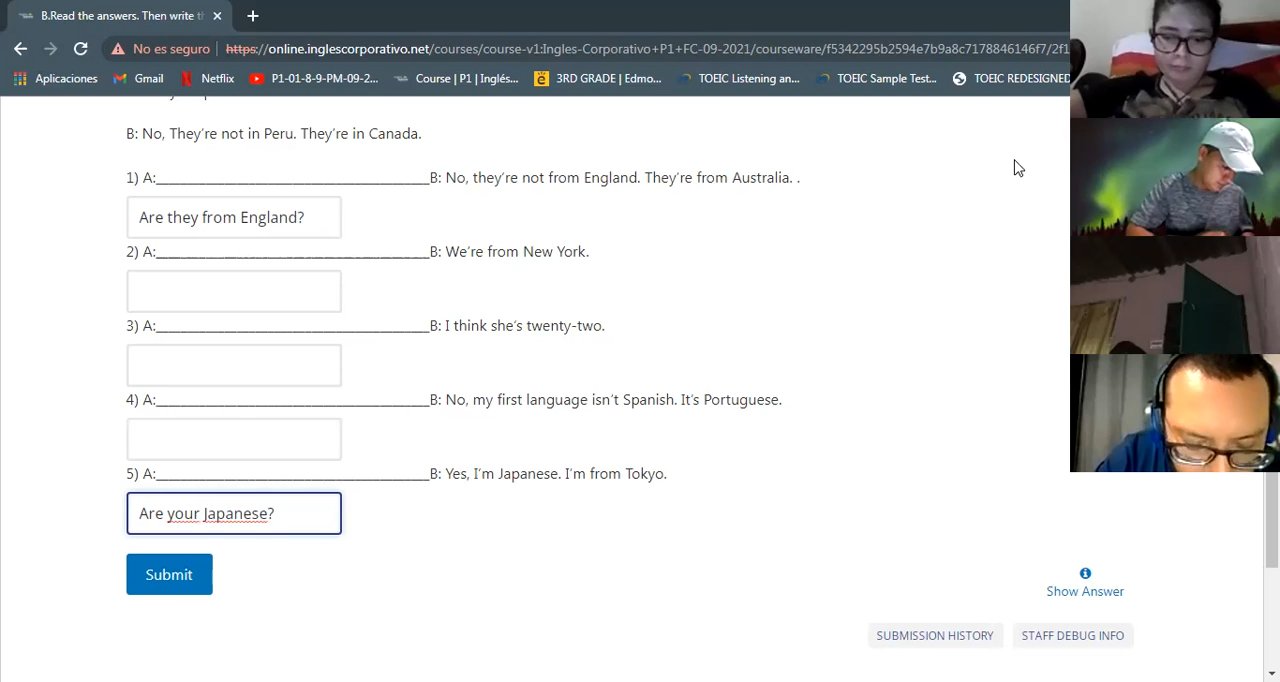 B.Read the answers. Then write th
No es seguro | https://online.inglescorporativo.net/courses/course-v1:Ingles-Corporativo+P1+FC-09-2021/courseware/f5342295b2594e7b9a8c7178846146f7/2f1
Aplicaciones Gmail Netflix P1-01-8-9-PM-09-2... Course | P1 | Inglés... 3RD GRADE | Edmo... TOEIC Listening an... TOEIC Sample Test... TOEIC REDESIGNED
B: No, They're not in Peru. They're in Canada.
1) A:__________________________________B: No, they're not from England. They're from Australia. .
Are they from England?
2) A:__________________________________B: We're from New York.
3) A:__________________________________B: I think she's twenty-two.
4) A:__________________________________B: No, my first language isn't Spanish. It's Portuguese.
5) A:__________________________________B: Yes, I'm Japanese. I'm from Tokyo.
Are your Japanese?
Submit
Show Answer
SUBMISSION HISTORY STAFF DEBUG INFO